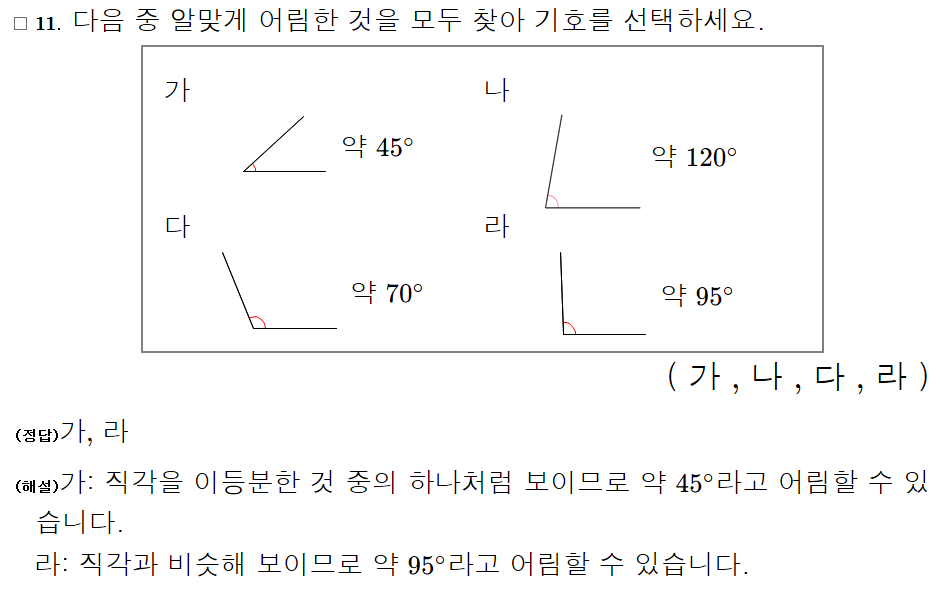 □ 11. 다음 중 알맞게 어림한 것을 모두 찾아 기호를 선택하세요.
가 나
약 45°
약 120°
다 라
약 70°
약 95°
( 가 , 나 , 다 , 라 )
(정답)가, 라
(해설)가: 직각을 이등분한 것 중의 하나처럼 보이므로 약 45°라고 어림할 수 있
습니다.
라: 직각과 비슷해 보이므로 약 95°라고 어림할 수 있습니다.